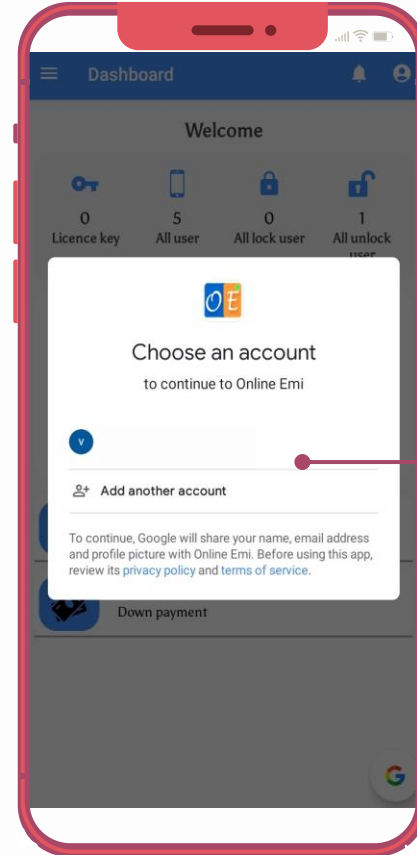 Dashboard
Welcome
0 5 0 1
Licence key All user All lock user All unlock
user
OE
Choose an account
to continue to Online Emi
V
Add another account
To continue, Google will share your name, email address
and profile picture with Online Emi. Before using this app,
review its privacy policy and terms of service.
Down payment
G